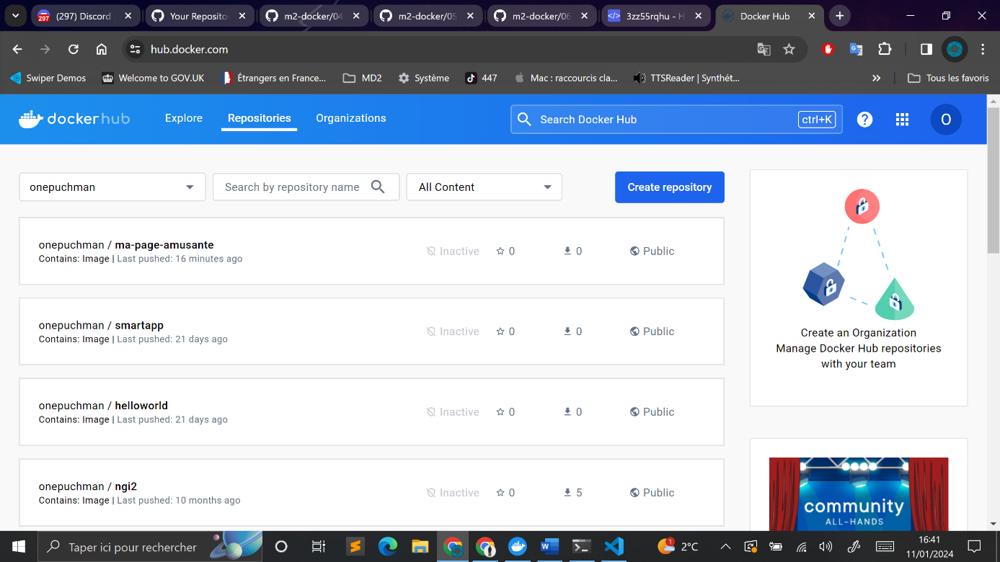 297
(297) Discord
Your Reposito
m2-docker/04
m2-docker/05
m2-docker/06
3zz55rqhu - H
Docker Hub
hub.docker.com
Swiper Demos
Welcome to GOV.UK
Étrangers en France...
MD2
Système
447
Mac : raccourcis cla...
TTSReader | Synthét...
Tous les favoris
docker hub
Explore
Repositories
Organizations
Search Docker Hub
ctrl+K
O
onepuchman
Search by repository name
All Content
Create repository
onepuchman / ma-page-amusante
Contains: Image | Last pushed: 16 minutes ago
Inactive
0
0
Public
onepuchman / smartapp
Contains: Image | Last pushed: 21 days ago
Inactive
0
0
Public
onepuchman / helloworld
Contains: Image | Last pushed: 21 days ago
Inactive
0
0
Public
onepuchman / ngi2
Contains: Image | Last pushed: 10 months ago
Inactive
0
5
Public
Create an Organization
Manage Docker Hub repositories
with your team
community
ALL-HANDS
Taper ici pour rechercher
1
2°C
16:41
11/01/2024